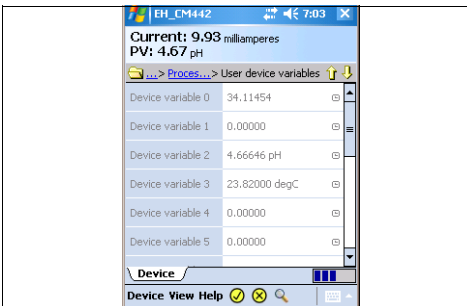 EH_CM442 7:03
Current: 9.93 milliamperes
PV: 4.67 pH
...> Proces...> User device variables
Device variable 0 34.11454
Device variable 1 0.00000
Device variable 2 4.66646 pH
Device variable 3 23.82000 degC
Device variable 4 0.00000
Device variable 5 0.00000
Device
Device View Help